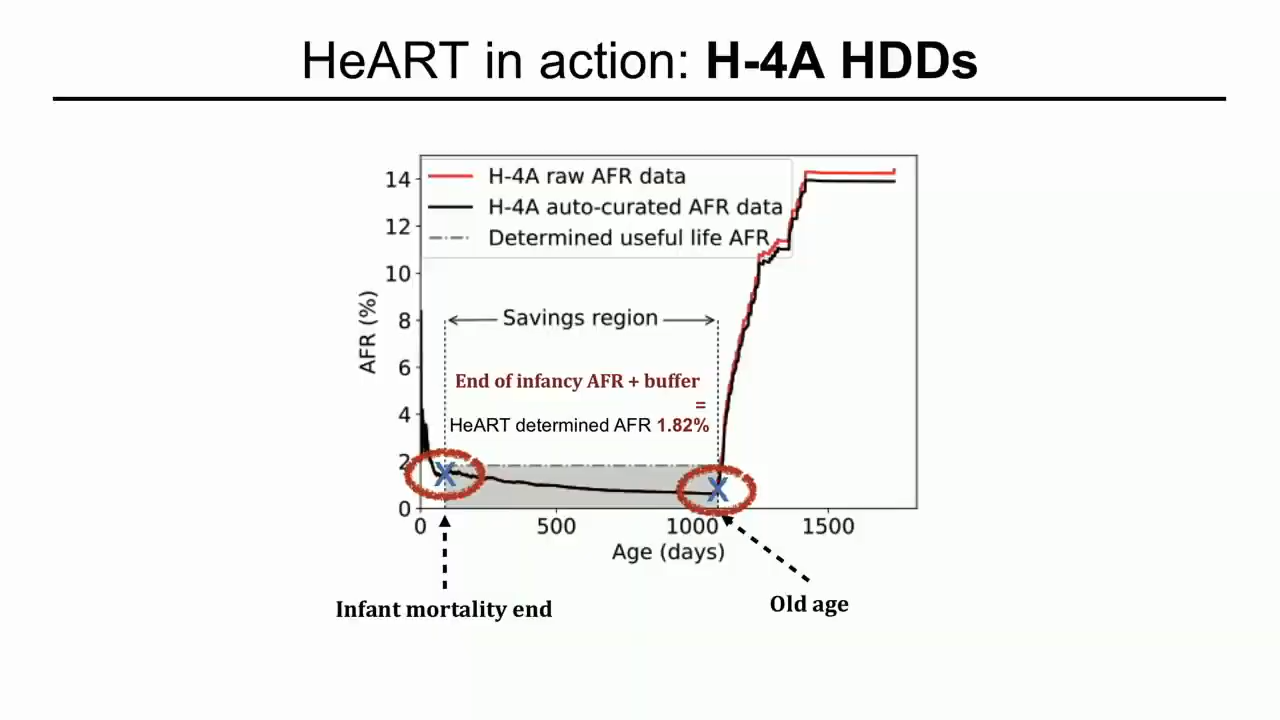 HeART in action: H-4A HDDs
H-4A raw AFR data
H-4A auto-curated AFR data
Determined useful life AFR
14
12
10
8
6
4
2
0
AFR (%)
Savings region
End of infancy AFR + buffer
=
HeART determined AFR 1.82%
X
X
0
500
1000
1500
Age (days)
Infant mortality end
Old age